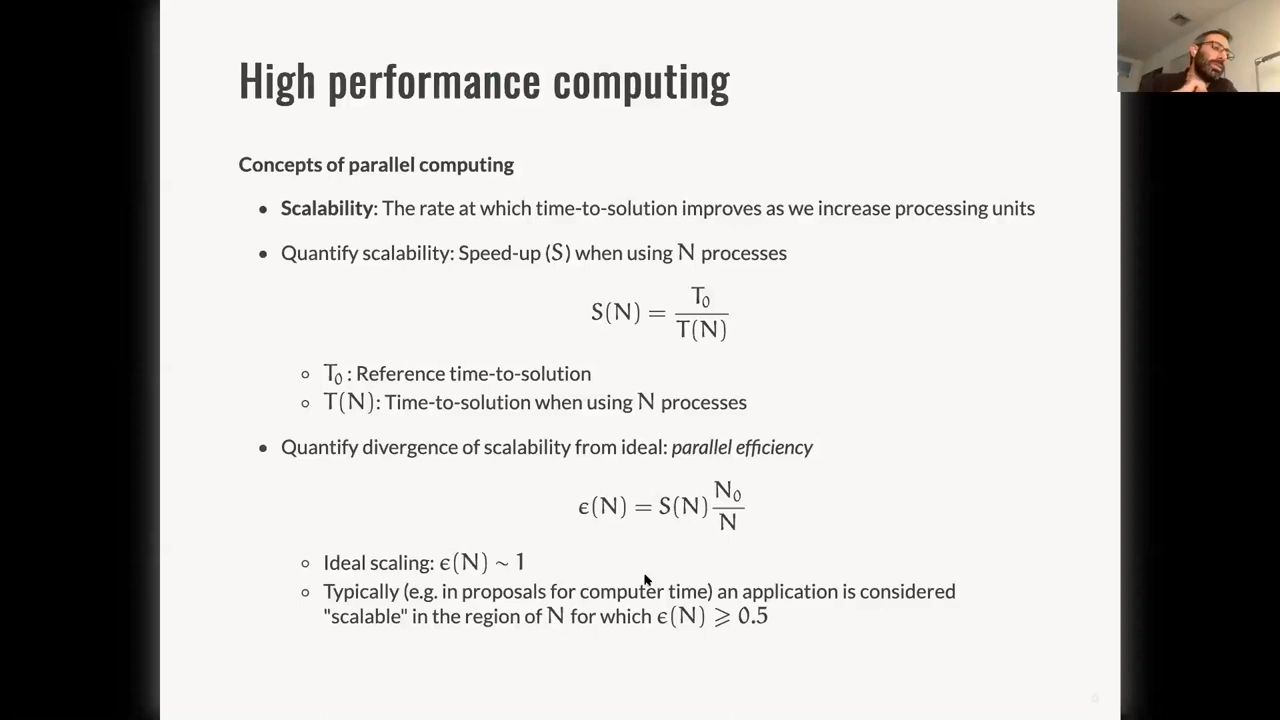 High performance computing
Concepts of parallel computing
• Scalability: The rate at which time-to-solution improves as we increase processing units
• Quantify scalability: Speed-up (S) when using N processes
S(N) = T₀ / T(N)
◦ T₀ : Reference time-to-solution
◦ T(N): Time-to-solution when using N processes
• Quantify divergence of scalability from ideal: parallel efficiency
ϵ(N) = S(N) N₀ / N
◦ Ideal scaling: ϵ(N) ~ 1
◦ Typically (e.g. in proposals for computer time) an application is considered
"scalable" in the region of N for which ϵ(N) ⩾ 0.5